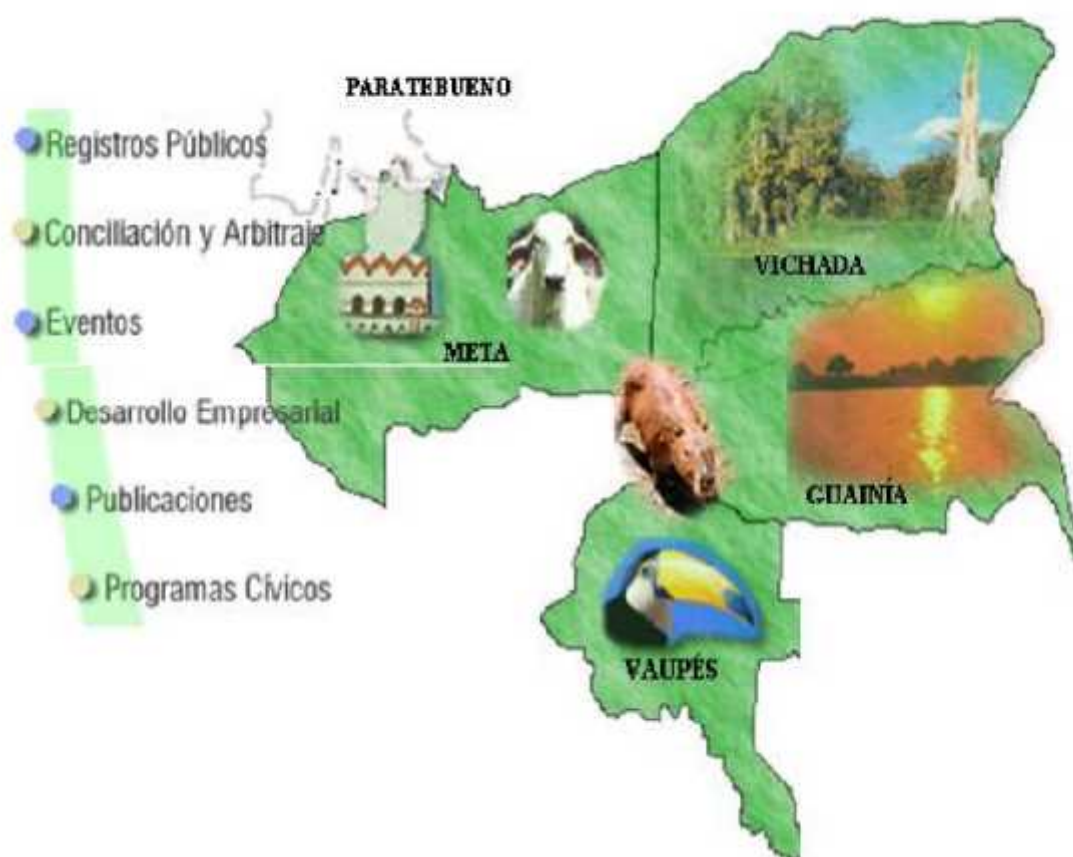 PARATEBUENO
Registros Públicos
Conciliación y Arbitraje
Eventos
Desarrollo Empresarial
Publicaciones
Programas Cívicos
VICHADA
META
GUAINÍA
VAUPÉS